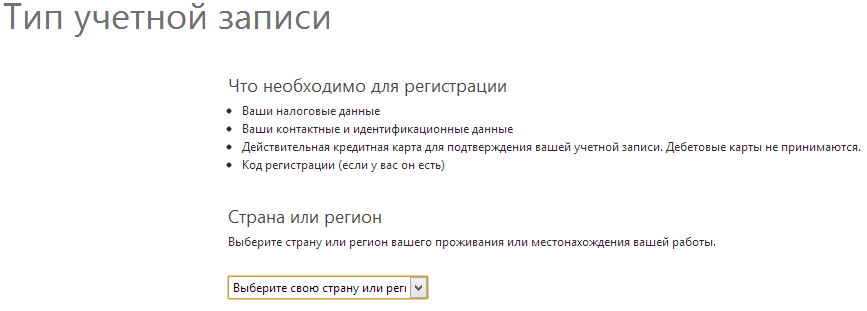 Тип учетной записи
Что необходимо для регистрации
Ваши налоговые данные
Ваши контактные и идентификационные данные
Действительная кредитная карта для подтверждения вашей учетной записи. Дебетовые карты не принимаются.
Код регистрации (если у вас он есть)
Страна или регион
Выберите страну или регион вашего проживания или местонахождения вашей работы.
Выберите свою страну или реги